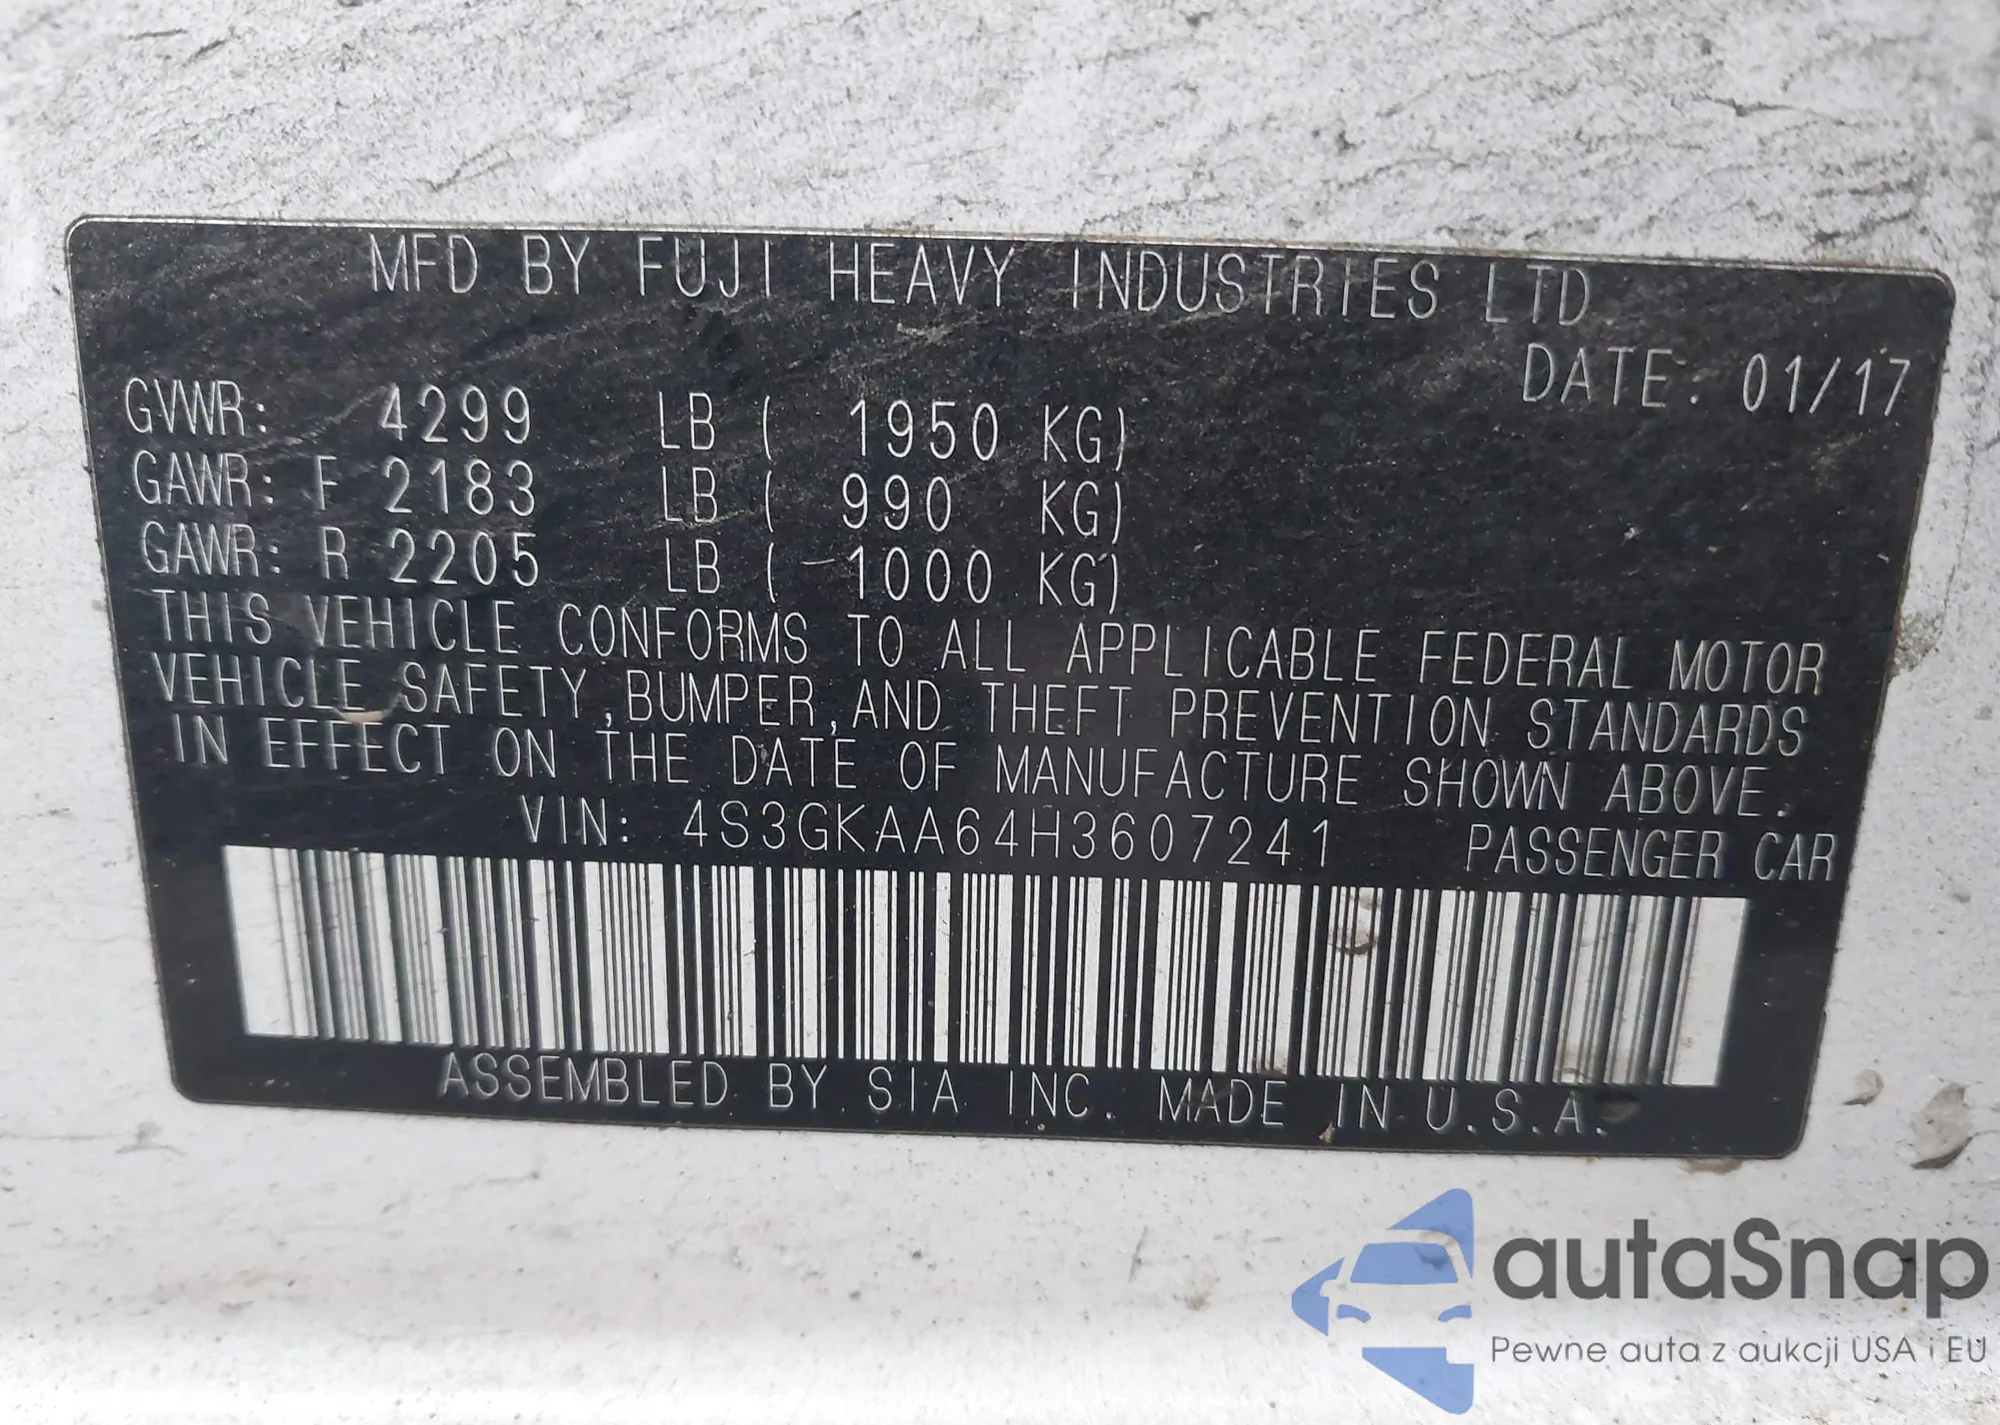 MFD BY FUJI HEAVY INDUSTRIES LTD
DATE: 01/17
GVWR: 4299 LB ( 1950 KG)
GAWR: F 2183 LB ( 990 KG)
GAWR: R 2205 LB ( 1000 KG)
THIS VEHICLE CONFORMS TO ALL APPLICABLE FEDERAL MOTOR
VEHICLE SAFETY, BUMPER, AND THEFT PREVENTION STANDARDS
IN EFFECT ON THE DATE OF MANUFACTURE SHOWN ABOVE.
VIN: 4S3GKAA64H3607241 PASSENGER CAR
ASSEMBLED BY SIA INC. MADE IN U.S.A.
autaSnap
Pewne auta z aukcji USA i EU